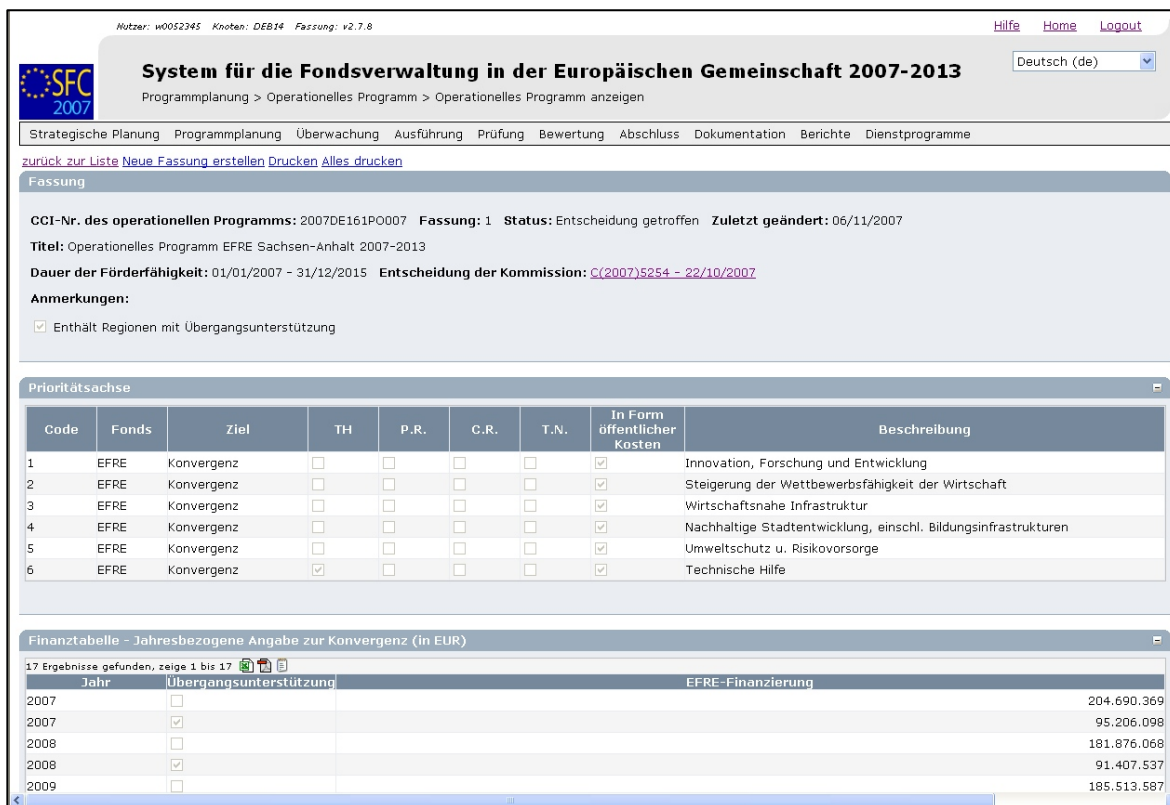 Nutzer: w0052345 Knoten: DEB14 Fassung: v2.7.8
Hilfe Home Logout
SFC 2007
System für die Fondsverwaltung in der Europäischen Gemeinschaft 2007-2013
Deutsch (de)
Programmplanung > Operationelles Programm > Operationelles Programm anzeigen
Strategische Planung Programmplanung Überwachung Ausführung Prüfung Bewertung Abschluss Dokumentation Berichte Dienstprogramme
zurück zur Liste Neue Fassung erstellen Drucken Alles drucken
Fassung
CCI-Nr. des operationellen Programms: 2007DE161PO007 Fassung: 1 Status: Entscheidung getroffen Zuletzt geändert: 06/11/2007
Titel: Operationelles Programm EFRE Sachsen-Anhalt 2007-2013
Dauer der Förderfähigkeit: 01/01/2007 - 31/12/2015 Entscheidung der Kommission: C(2007)5254 - 22/10/2007
Anmerkungen:
Enthält Regionen mit Übergangsunterstützung
Prioritätsachse
Code Fonds Ziel TH P.R. C.R. T.N. In Form öffentlicher Kosten Beschreibung
1 EFRE Konvergenz Innovation, Forschung und Entwicklung
2 EFRE Konvergenz Steigerung der Wettbewerbsfähigkeit der Wirtschaft
3 EFRE Konvergenz Wirtschaftsnahe Infrastruktur
4 EFRE Konvergenz Nachhaltige Stadtentwicklung, einschl. Bildungsinfrastrukturen
5 EFRE Konvergenz Umweltschutz u. Risikovorsorge
6 EFRE Konvergenz Technische Hilfe
Finanztabelle - Jahresbezogene Angabe zur Konvergenz (in EUR)
17 Ergebnisse gefunden, zeige 1 bis 17
Jahr Übergangsunterstützung EFRE-Finanzierung
2007 204.690.369
2007 95.206.098
2008 181.876.068
2008 91.407.537
2009 185.513.587